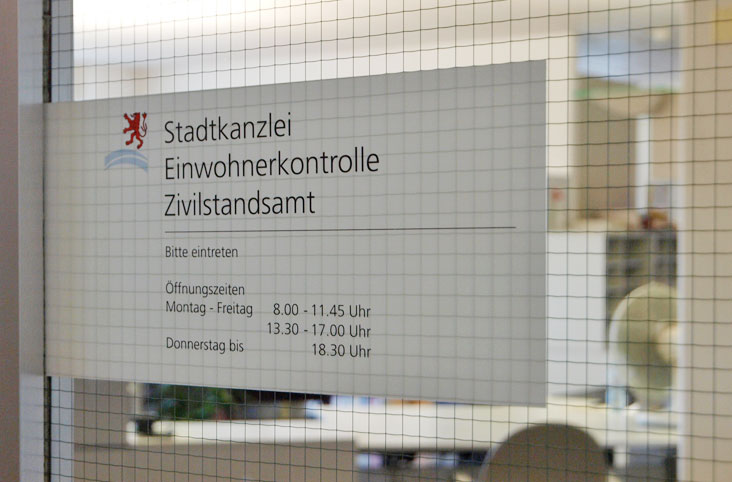 Stadtkanzlei
Einwohnerkontrolle
Zivilstandsamt
Bitte eintreten
Öffnungszeiten
Montag - Freitag 8.00 - 11.45 Uhr
13.30 - 17.00 Uhr
Donnerstag bis 18.30 Uhr